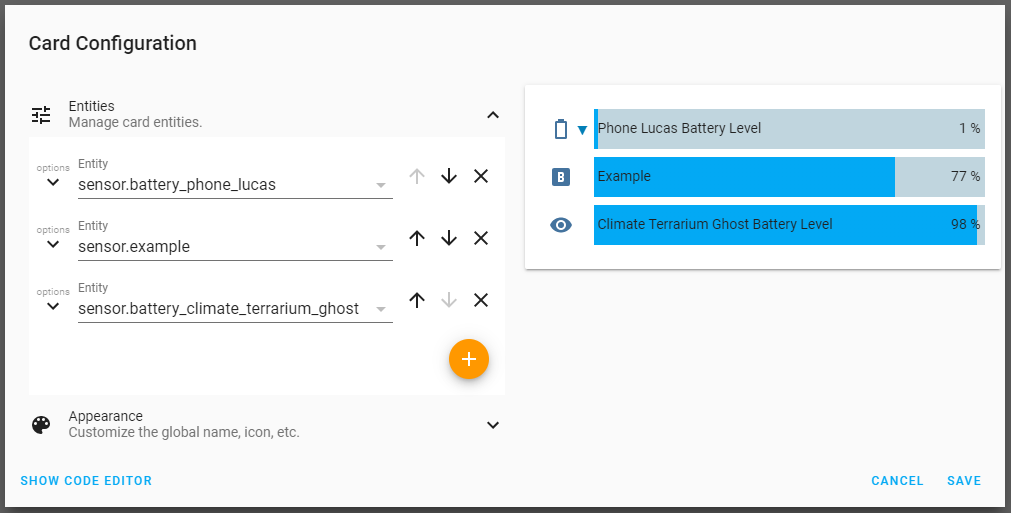 Card Configuration
Entities
Manage card entities.
options
Entity
sensor.battery_phone_lucas
options
Entity
sensor.example
options
Entity
sensor.battery_climate_terrarium_ghost
Appearance
Customize the global name, icon, etc.
Phone Lucas Battery Level 1 %
B
Example 77 %
Climate Terrarium Ghost Battery Level 98 %
SHOW CODE EDITOR
CANCEL SAVE